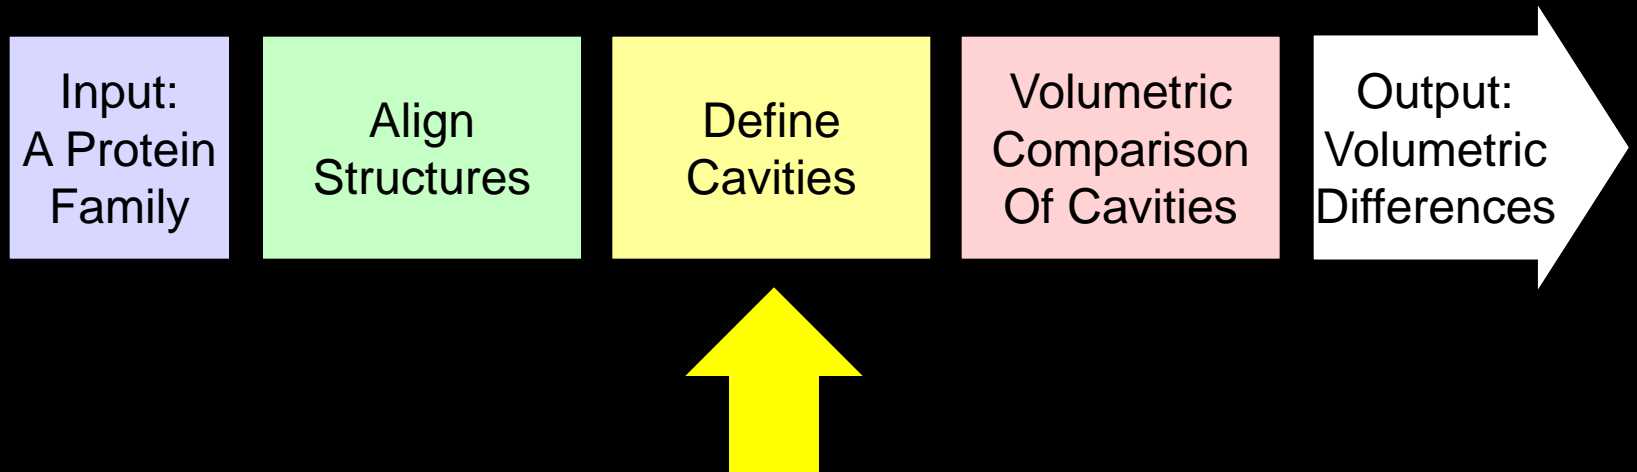 Input:
A Protein
Family
Align
Structures
Define
Cavities
Volumetric
Comparison
Of Cavities
Output:
Volumetric
Differences